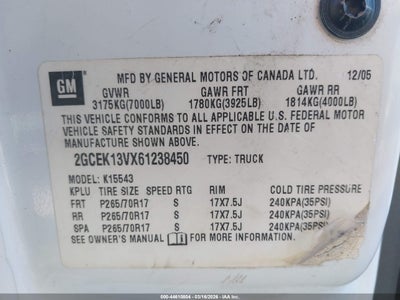 GM
MFD BY GENERAL MOTORS OF CANADA LTD. 12/05
GVWR GAWR FRT GAWR RR
3175KG(7000LB) 1780KG(3925LB) 1814KG(4000LB)
THIS VEHICLE CONFORMS TO ALL APPLICABLE U.S. FEDERAL MOTOR
VEHICLE SAFETY STANDARDS IN EFFECT ON THE DATE OF
MANUFACTURE SHOWN ABOVE.
2GCEK13VX61238450 TYPE: TRUCK
MODEL: K15543
KPLU TIRE SIZE SPEED RTG RIM COLD TIRE PRESSURE
FRT P265/70R17 S 17X7.5J 240KPA(35PSI)
RR P265/70R17 S 17X7.5J 240KPA(35PSI)
SPA P265/70R17 S 17X7.5J 240KPA(35PSI)
SEE OWNER'S MANUAL FOR MORE INFORMATION.